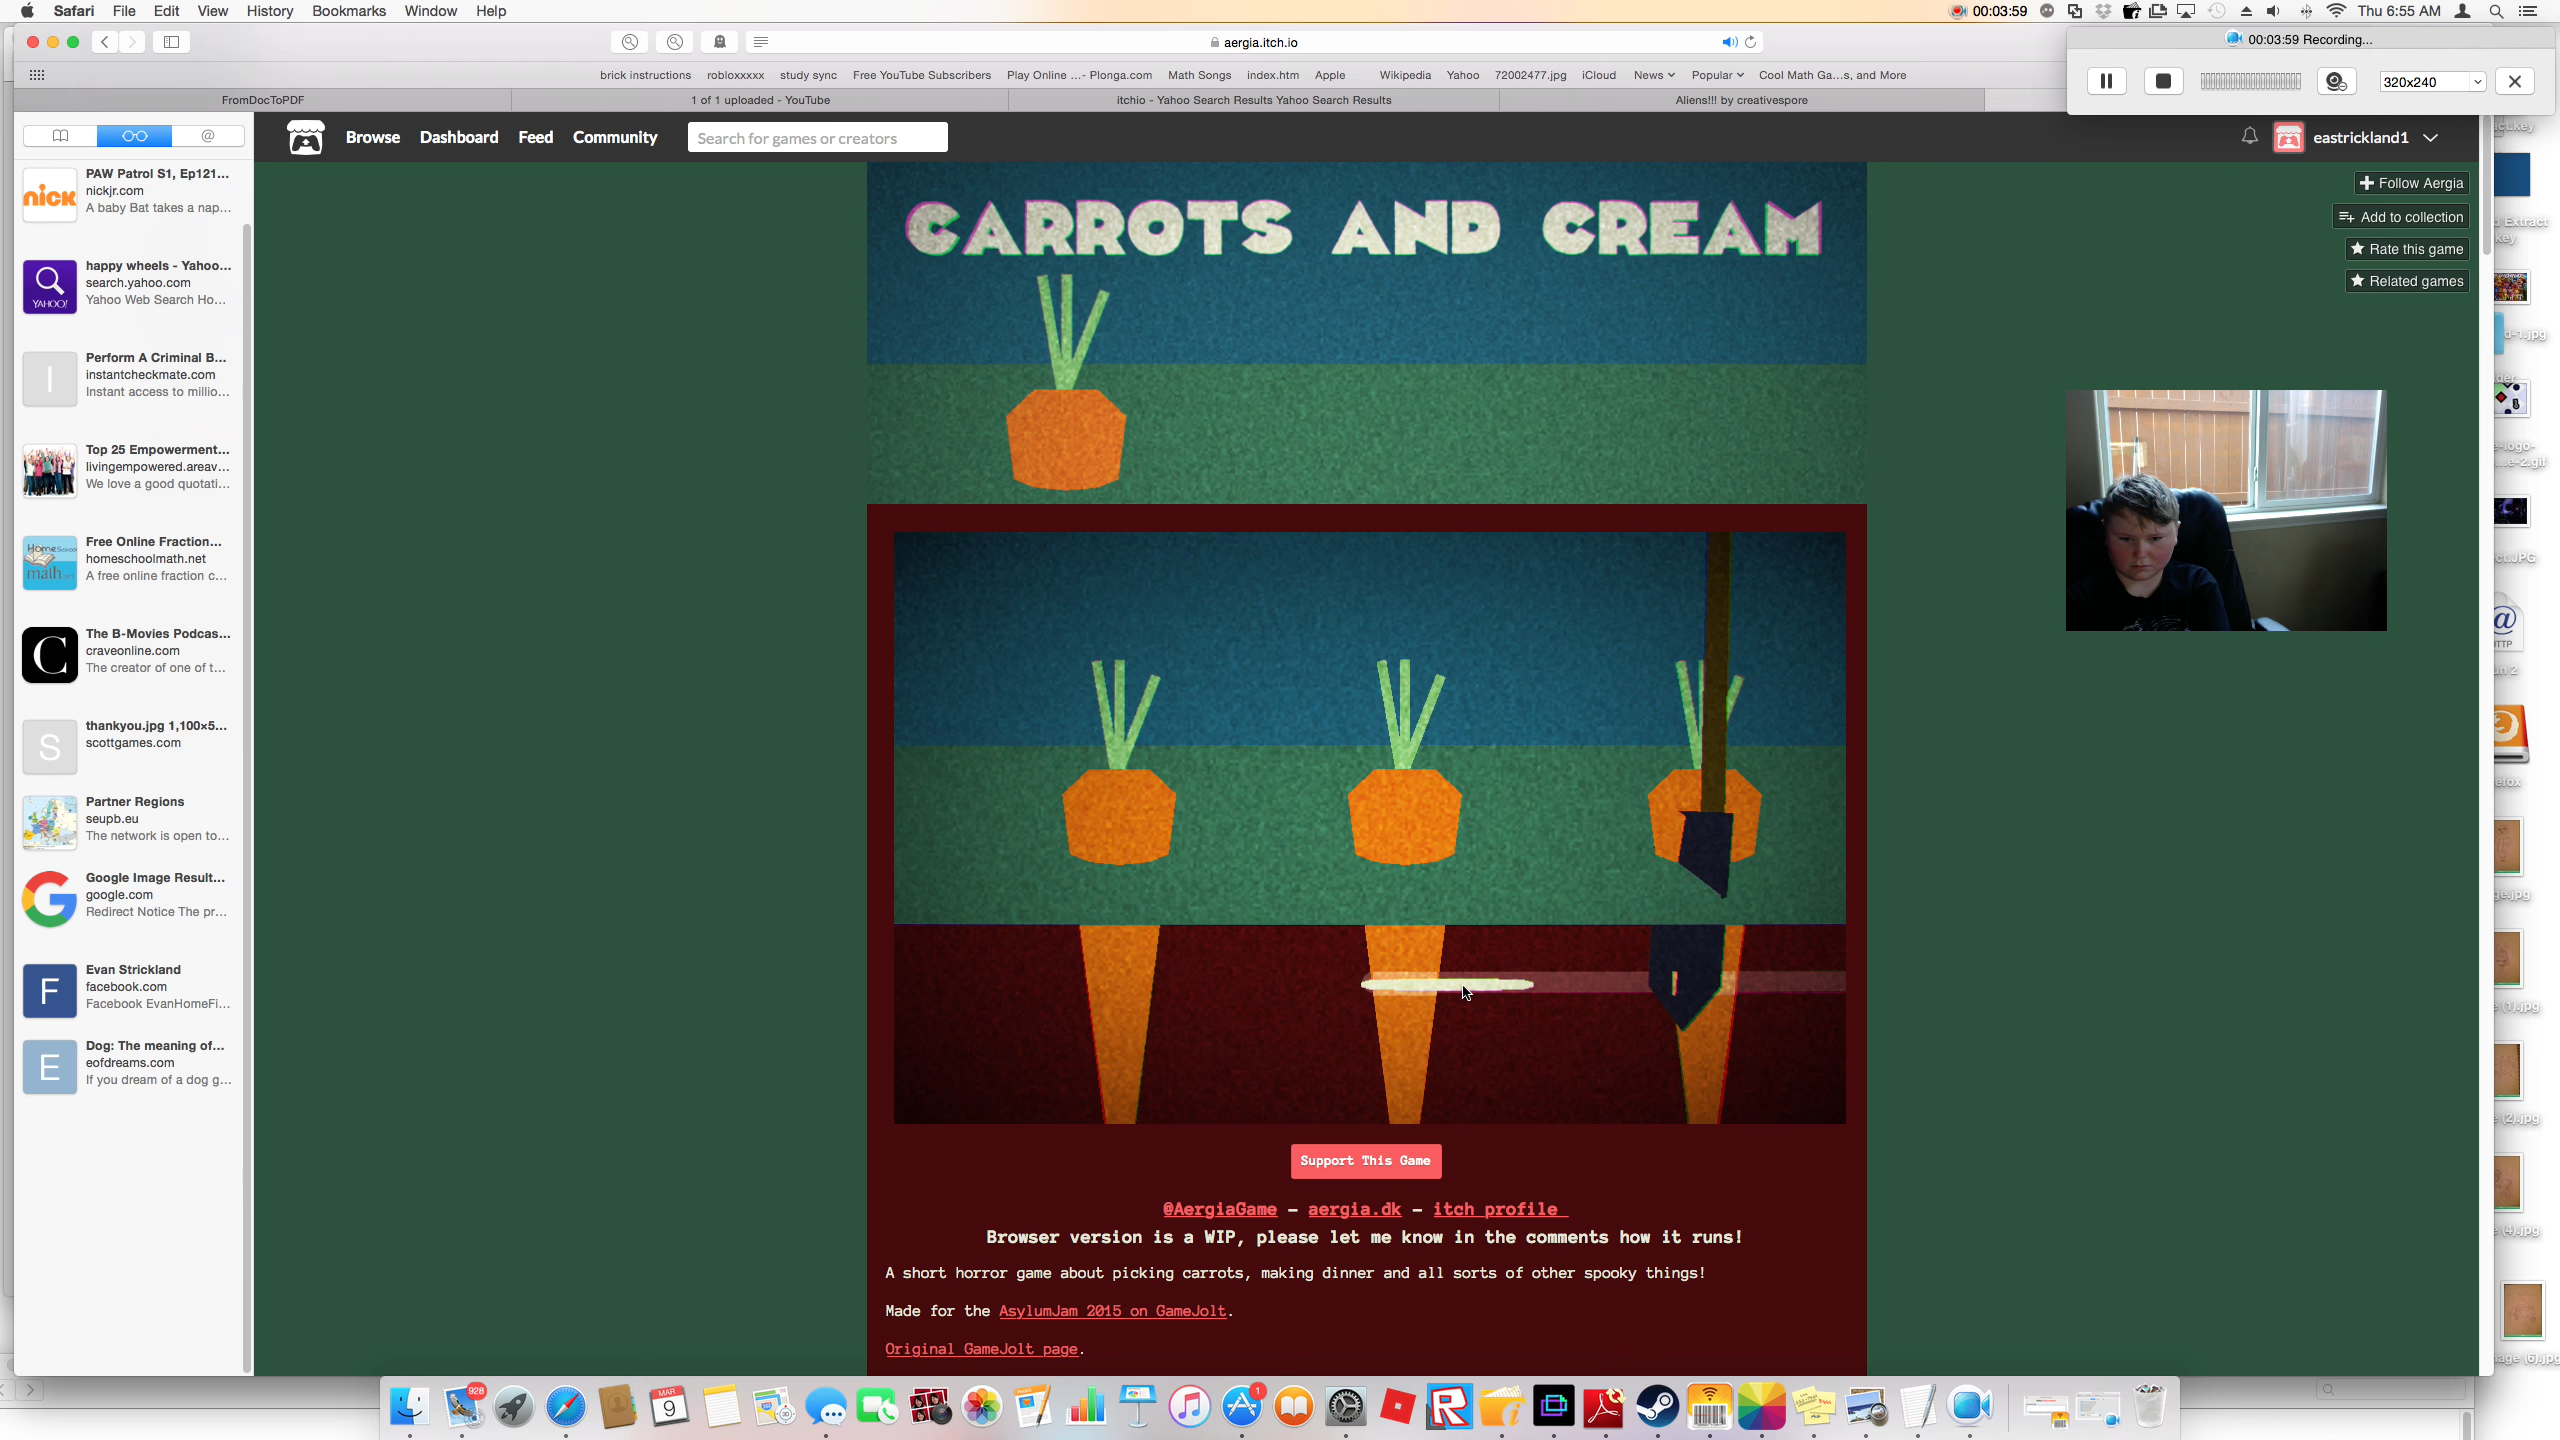 Safari File Edit View History Bookmarks Window Help
00:03:59
Thu 6:55 AM
aergia.itch.io
00:03:59 Recording...
320x240
brick instructions robloxxxxx study sync Free YouTube Subscribers Play Online ...- Plonga.com Math Songs index.htm Apple Wikipedia Yahoo 72002477.jpg iCloud News Popular Cool Math Ga...s, and More
FromDocToPDF
1 of 1 uploaded - YouTube
itchio - Yahoo Search Results Yahoo Search Results
Aliens!!! by creativespore
Browse Dashboard Feed Community
Search for games or creators
eastrickland1
Follow Aergia
Add to collection
Rate this game
Related games
nick
PAW Patrol S1, Ep121...
nickjr.com
A baby Bat takes a nap...
YAHOO!
happy wheels - Yahoo...
search.yahoo.com
Yahoo Web Search Ho...
I
Perform A Criminal B...
instantcheckmate.com
Instant access to millio...
Top 25 Empowerment...
livingempowered.areav...
We love a good quotati...
Free Online Fraction...
homeschoolmath.net
A free online fraction c...
C
The B-Movies Podcas...
craveonline.com
The creator of one of t...
S
thankyou.jpg 1,100×5...
scottgames.com
Partner Regions
seupb.eu
The network is open to...
Google Image Result...
google.com
Redirect Notice The pr...
F
Evan Strickland
facebook.com
Facebook EvanHomeFi...
E
Dog: The meaning of...
eofdreams.com
If you dream of a dog g...
CARROTS AND CREAM
Support This Game
@AergiaGame – aergia.dk – itch profile
Browser version is a WIP, please let me know in the comments how it runs!
A short horror game about picking carrots, making dinner and all sorts of other spooky things!
Made for the AsylumJam 2015 on GameJolt.
Original GameJolt page.
928
MAR
9
1